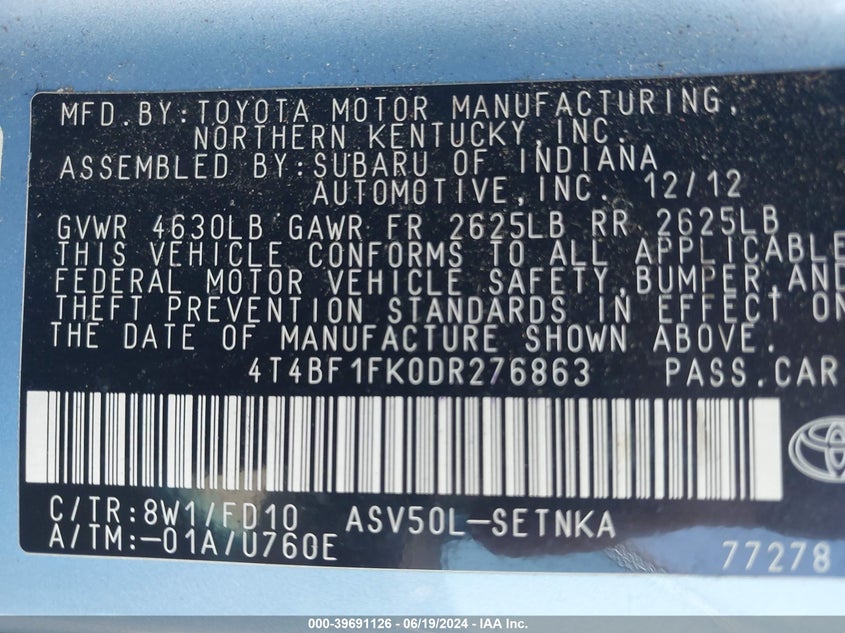 MFD.BY:TOYOTA MOTOR MANUFACTURING,
NORTHERN KENTUCKY,INC.
ASSEMBLED BY:SUBARU OF INDIANA
AUTOMOTIVE,INC. 12/12
GVWR 4630LB GAWR FR 2625LB RR 2625LB
THIS VEHICLE CONFORMS TO ALL APPLICABLE
FEDERAL MOTOR VEHICLE SAFETY,BUMPER,AND
THEFT PREVENTION STANDARDS IN EFFECT ON
THE DATE OF MANUFACTURE SHOWN ABOVE.
4T4BF1FK0DR276863 PASS.CAR
C/TR:8W1/FD10 ASV50L-SETNKA
A/TM:-01A/U760E
77278
000-39691126 - 06/19/2024 - IAA Inc.